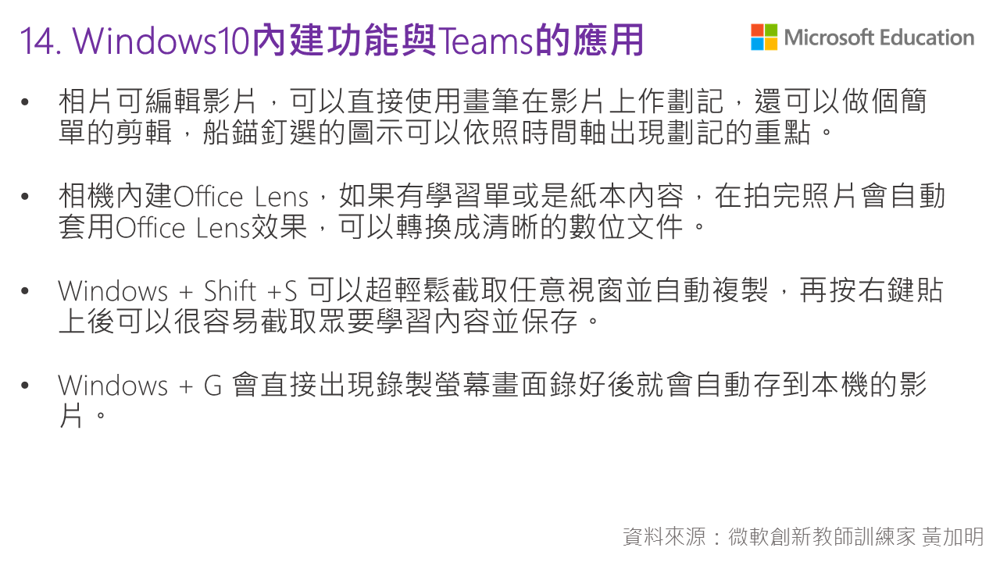 14. Windows10內建功能與Teams的應用
Microsoft Education
• 相片可編輯影片，可以直接使用畫筆在影片上作劃記，還可以做個簡
單的剪輯，船錨釘選的圖示可以依照時間軸出現劃記的重點。
• 相機內建Office Lens，如果有學習單或是紙本內容，在拍完照片會自動
套用Office Lens效果，可以轉換成清晰的數位文件。
• Windows + Shift +S 可以超輕鬆截取任意視窗並自動複製，再按右鍵貼
上後可以很容易截取眾要學習內容並保存。
• Windows + G 會直接出現錄製螢幕畫面錄好後就會自動存到本機的影
片。
資料來源：微軟創新教師訓練家 黃加明